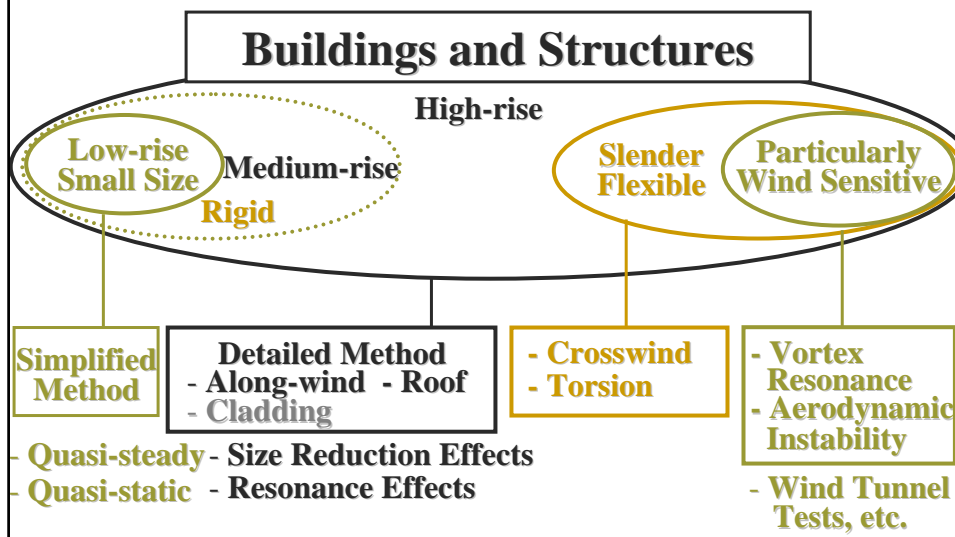 Buildings and Structures
High-rise
Low-rise
Small Size
Medium-rise
Rigid
Slender
Flexible
Particularly
Wind Sensitive
Simplified
Method
- Quasi-steady
- Quasi-static
Detailed Method
- Along-wind - Roof
- Cladding
- Size Reduction Effects
- Resonance Effects
- Crosswind
- Torsion
- Vortex
Resonance
- Aerodynamic
Instability
- Wind Tunnel
Tests, etc.